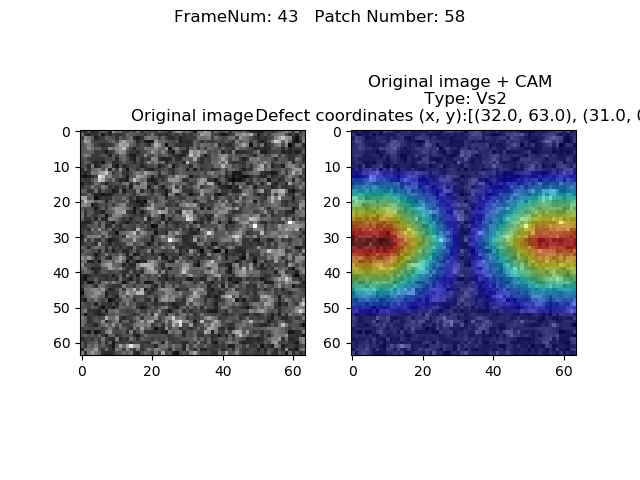 FrameNum: 43   Patch Number: 58
Original image + CAM
Type: Vs2
Original image
Defect coordinates (x, y):[(32.0, 63.0), (31.0, 0
0
10
20
30
40
50
60
0 20 40 60
0
10
20
30
40
50
60
0 20 40 60